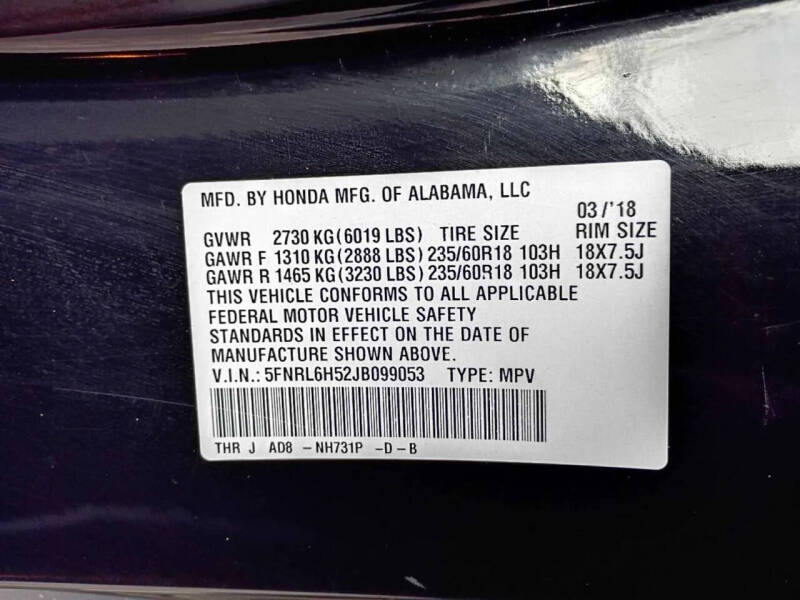 MFD. BY HONDA MFG. OF ALABAMA, LLC
03/'18
GVWR 2730 KG(6019 LBS) TIRE SIZE RIM SIZE
GAWR F 1310 KG(2888 LBS) 235/60R18 103H 18X7.5J
GAWR R 1465 KG(3230 LBS) 235/60R18 103H 18X7.5J
THIS VEHICLE CONFORMS TO ALL APPLICABLE
FEDERAL MOTOR VEHICLE SAFETY
STANDARDS IN EFFECT ON THE DATE OF
MANUFACTURE SHOWN ABOVE.
V.I.N.: 5FNRL6H52JB099053 TYPE: MPV
THR J AD8 -NH731P -D-B